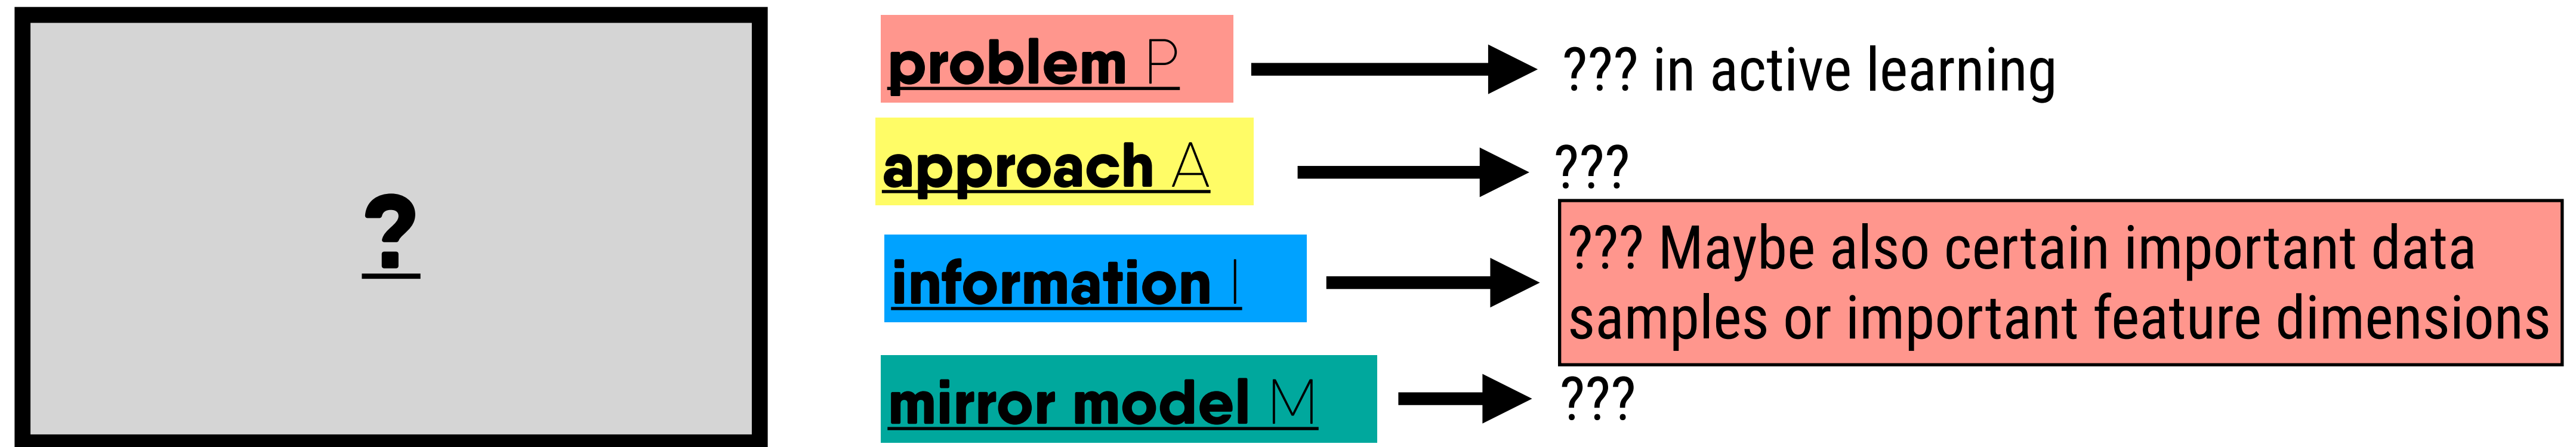 ?
problem P
??? in active learning
approach A
???
information I
??? Maybe also certain important data
samples or important feature dimensions
mirror model M
???